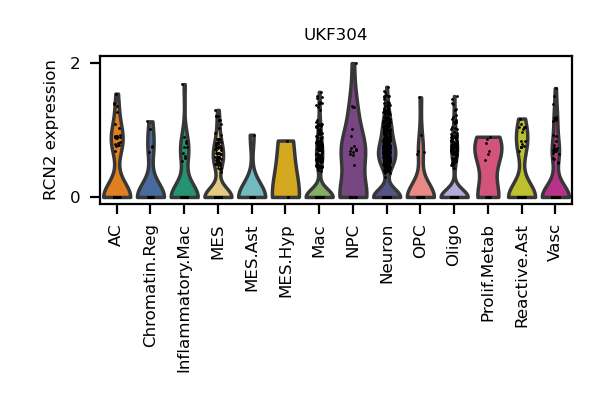 UKF304
RCN2 expression
2
0
AC
Chromatin.Reg
Inflammatory.Mac
MES
MES.Ast
MES.Hyp
Mac
NPC
Neuron
OPC
Oligo
Prolif.Metab
Reactive.Ast
Vasc